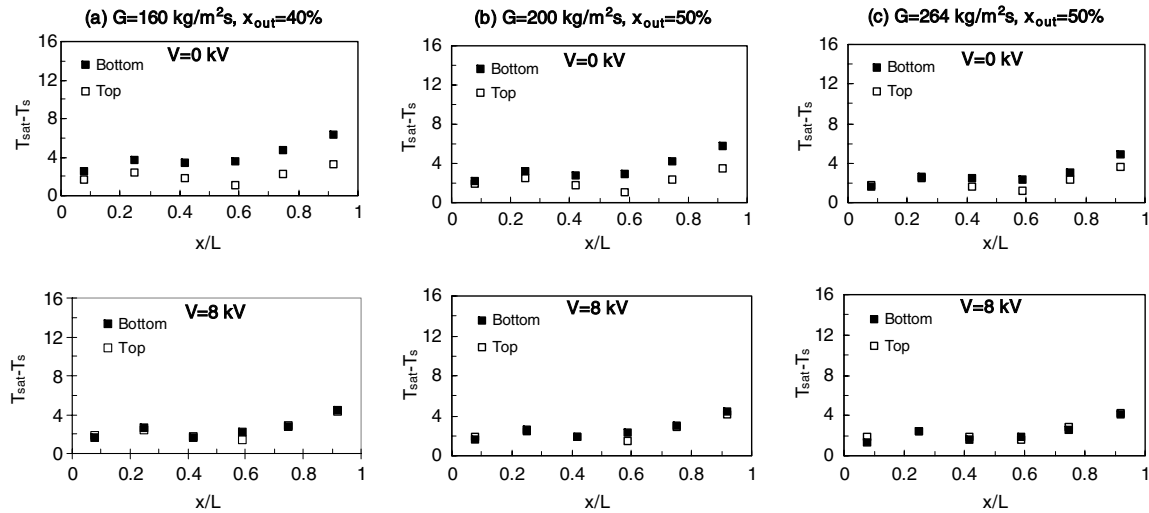 (a) G=160 kg/m²s, x_out=40%
V=0 kV
Bottom
Top
T_sat-T_s
16
12
8
4
0
0 0.2 0.4 0.6 0.8 1
x/L
(b) G=200 kg/m²s, x_out=50%
V=0 kV
Bottom
Top
T_sat-T_s
16
12
8
4
0
0 0.2 0.4 0.6 0.8 1
x/L
(c) G=264 kg/m²s, x_out=50%
V=0 kV
Bottom
Top
T_sat-T_s
16
12
8
4
0
0 0.2 0.4 0.6 0.8 1
x/L
V=8 kV
Bottom
Top
T_sat-T_s
16
12
8
4
0
0 0.2 0.4 0.6 0.8 1
x/L
V=8 kV
Bottom
Top
T_sat-T_s
16
12
8
4
0
0 0.2 0.4 0.6 0.8 1
x/L
V=8 kV
Bottom
Top
T_sat-T_s
16
12
8
4
0
0 0.2 0.4 0.6 0.8 1
x/L